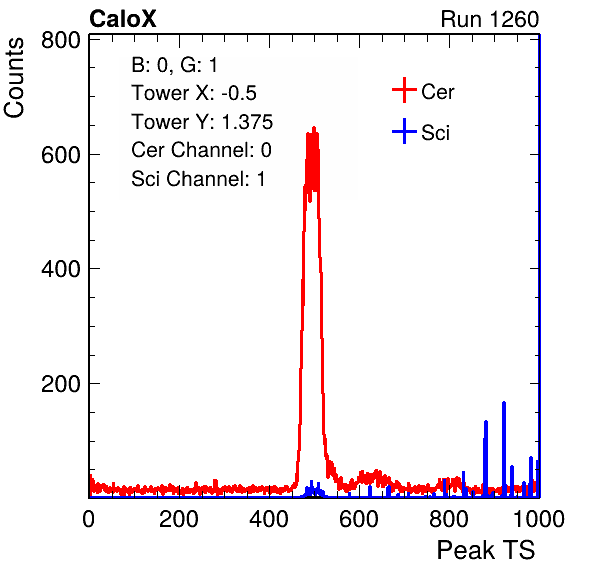 CaloX Run 1260
Counts
800
600
400
200
B: 0, G: 1
Tower X: -0.5
Tower Y: 1.375
Cer Channel: 0
Sci Channel: 1
Cer
Sci
0 200 400 600 800 1000
Peak TS